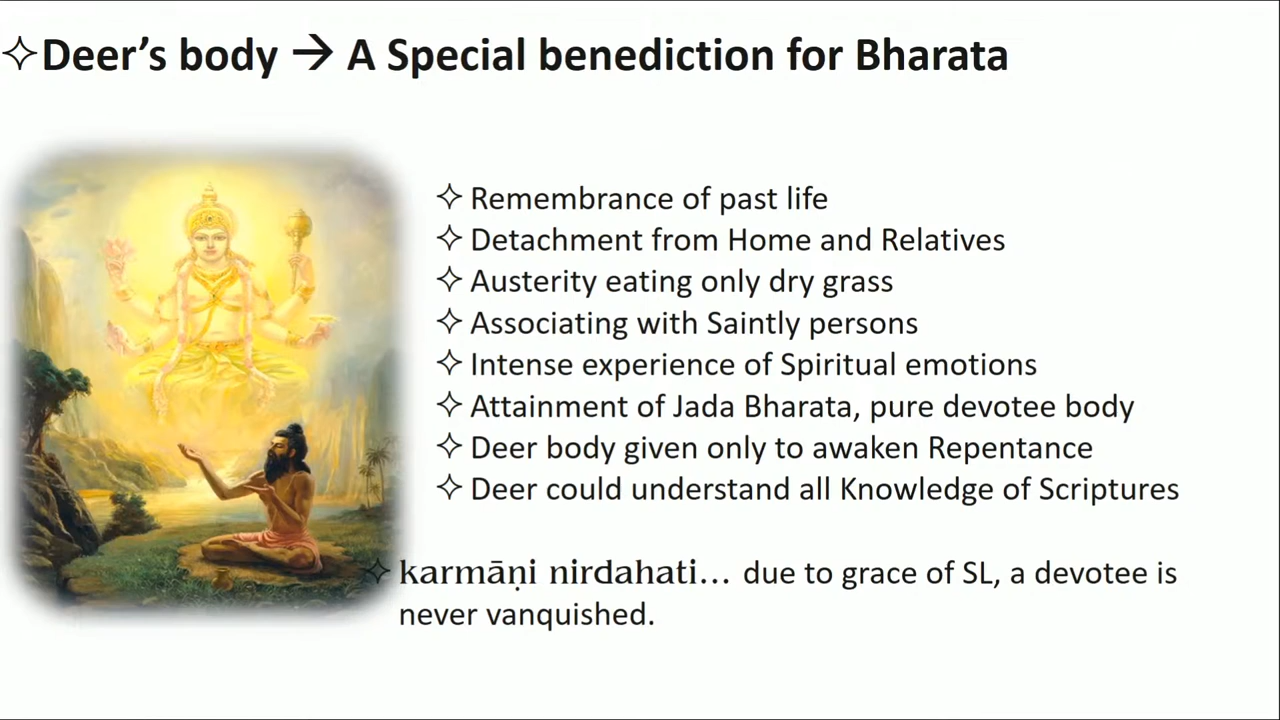 ✧Deer’s body → A Special benediction for Bharata
✧ Remembrance of past life
✧ Detachment from Home and Relatives
✧ Austerity eating only dry grass
✧ Associating with Saintly persons
✧ Intense experience of Spiritual emotions
✧ Attainment of Jada Bharata, pure devotee body
✧ Deer body given only to awaken Repentance
✧ Deer could understand all Knowledge of Scriptures
✧ karmāṇi nirdahati... due to grace of SL, a devotee is
never vanquished.